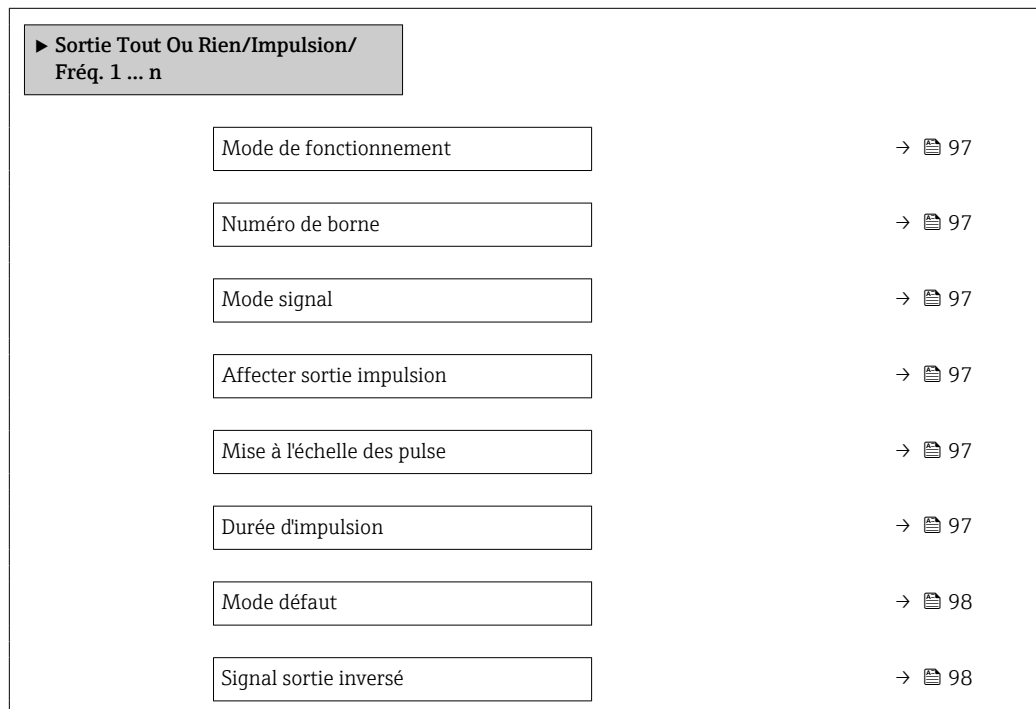 ▶ Sortie Tout Ou Rien/Impulsion/
Fréq. 1 … n
Mode de fonctionnement → 97
Numéro de borne → 97
Mode signal → 97
Affecter sortie impulsion → 97
Mise à l'échelle des pulse → 97
Durée d'impulsion → 97
Mode défaut → 98
Signal sortie inversé → 98